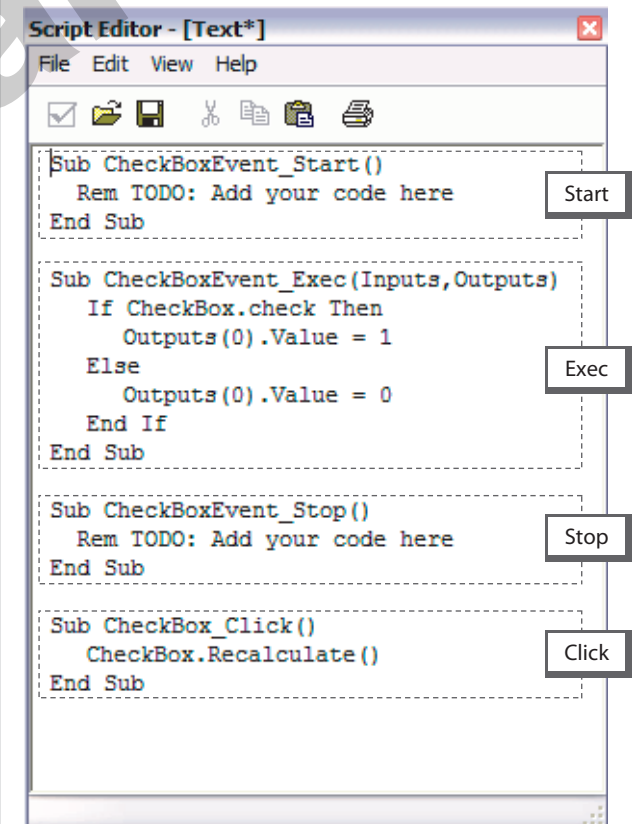 Script Editor - [Text*]
File Edit View Help
Sub CheckBoxEvent_Start()
Rem TODO: Add your code here
End Sub
Start
Sub CheckBoxEvent_Exec(Inputs,Outputs)
If CheckBox.check Then
Outputs(0).Value = 1
Else
Outputs(0).Value = 0
End If
End Sub
Exec
Sub CheckBoxEvent_Stop()
Rem TODO: Add your code here
End Sub
Stop
Sub CheckBox_Click()
CheckBox.Recalculate()
End Sub
Click